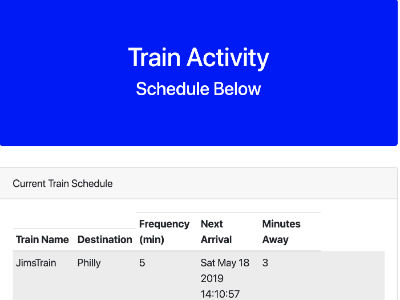 Train Activity
Schedule Below
Current Train Schedule
Train Name Destination Frequency (min) Next Arrival Minutes Away
JimsTrain Philly 5 Sat May 18 2019 14:10:57 3